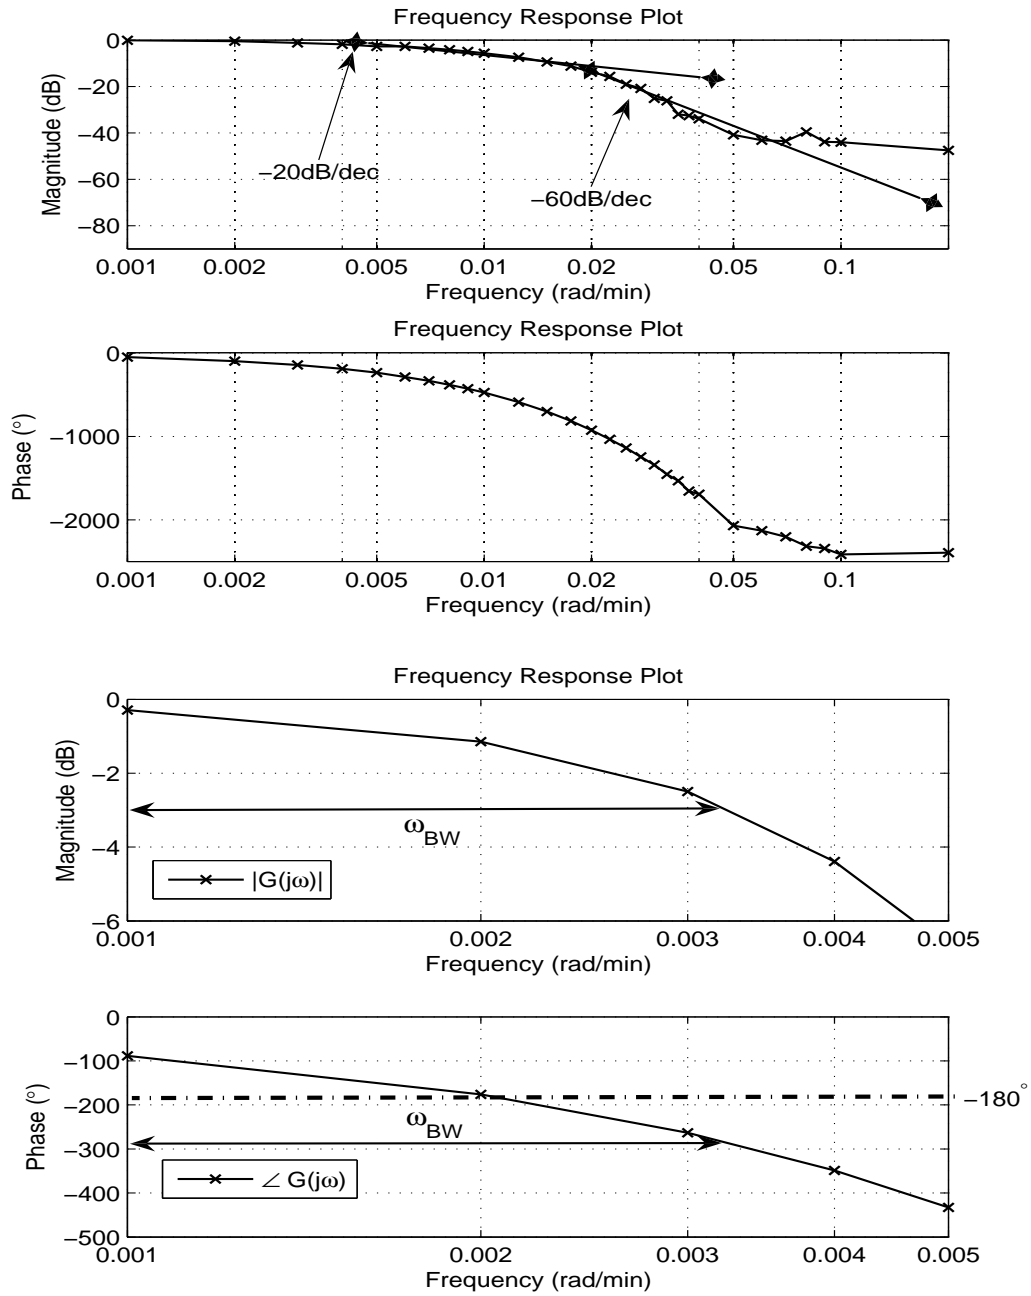 Frequency Response Plot
Magnitude (dB)
0
−20
−40
−60
−80
−20dB/dec
−60dB/dec
0.001 0.002 0.005 0.01 0.02 0.05 0.1
Frequency (rad/min)
Frequency Response Plot
Phase (°)
0
−1000
−2000
0.001 0.002 0.005 0.01 0.02 0.05 0.1
Frequency (rad/min)
Frequency Response Plot
Magnitude (dB)
0
−2
−4
−6
ωBW
|G(jω)|
0.001 0.002 0.003 0.004 0.005
Frequency (rad/min)
Phase (°)
0
−100
−200
−300
−400
−500
−180°
ωBW
∠ G(jω)
0.001 0.002 0.003 0.004 0.005
Frequency (rad/min)